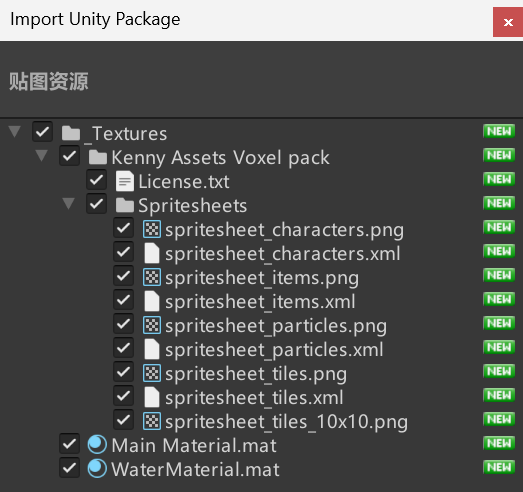 Import Unity Package
x
贴图资源
_Textures NEW
Kenny Assets Voxel pack NEW
License.txt NEW
Spritesheets NEW
spritesheet_characters.png NEW
spritesheet_characters.xml NEW
spritesheet_items.png NEW
spritesheet_items.xml NEW
spritesheet_particles.png NEW
spritesheet_particles.xml NEW
spritesheet_tiles.png NEW
spritesheet_tiles.xml NEW
spritesheet_tiles_10x10.png NEW
Main Material.mat NEW
WaterMaterial.mat NEW